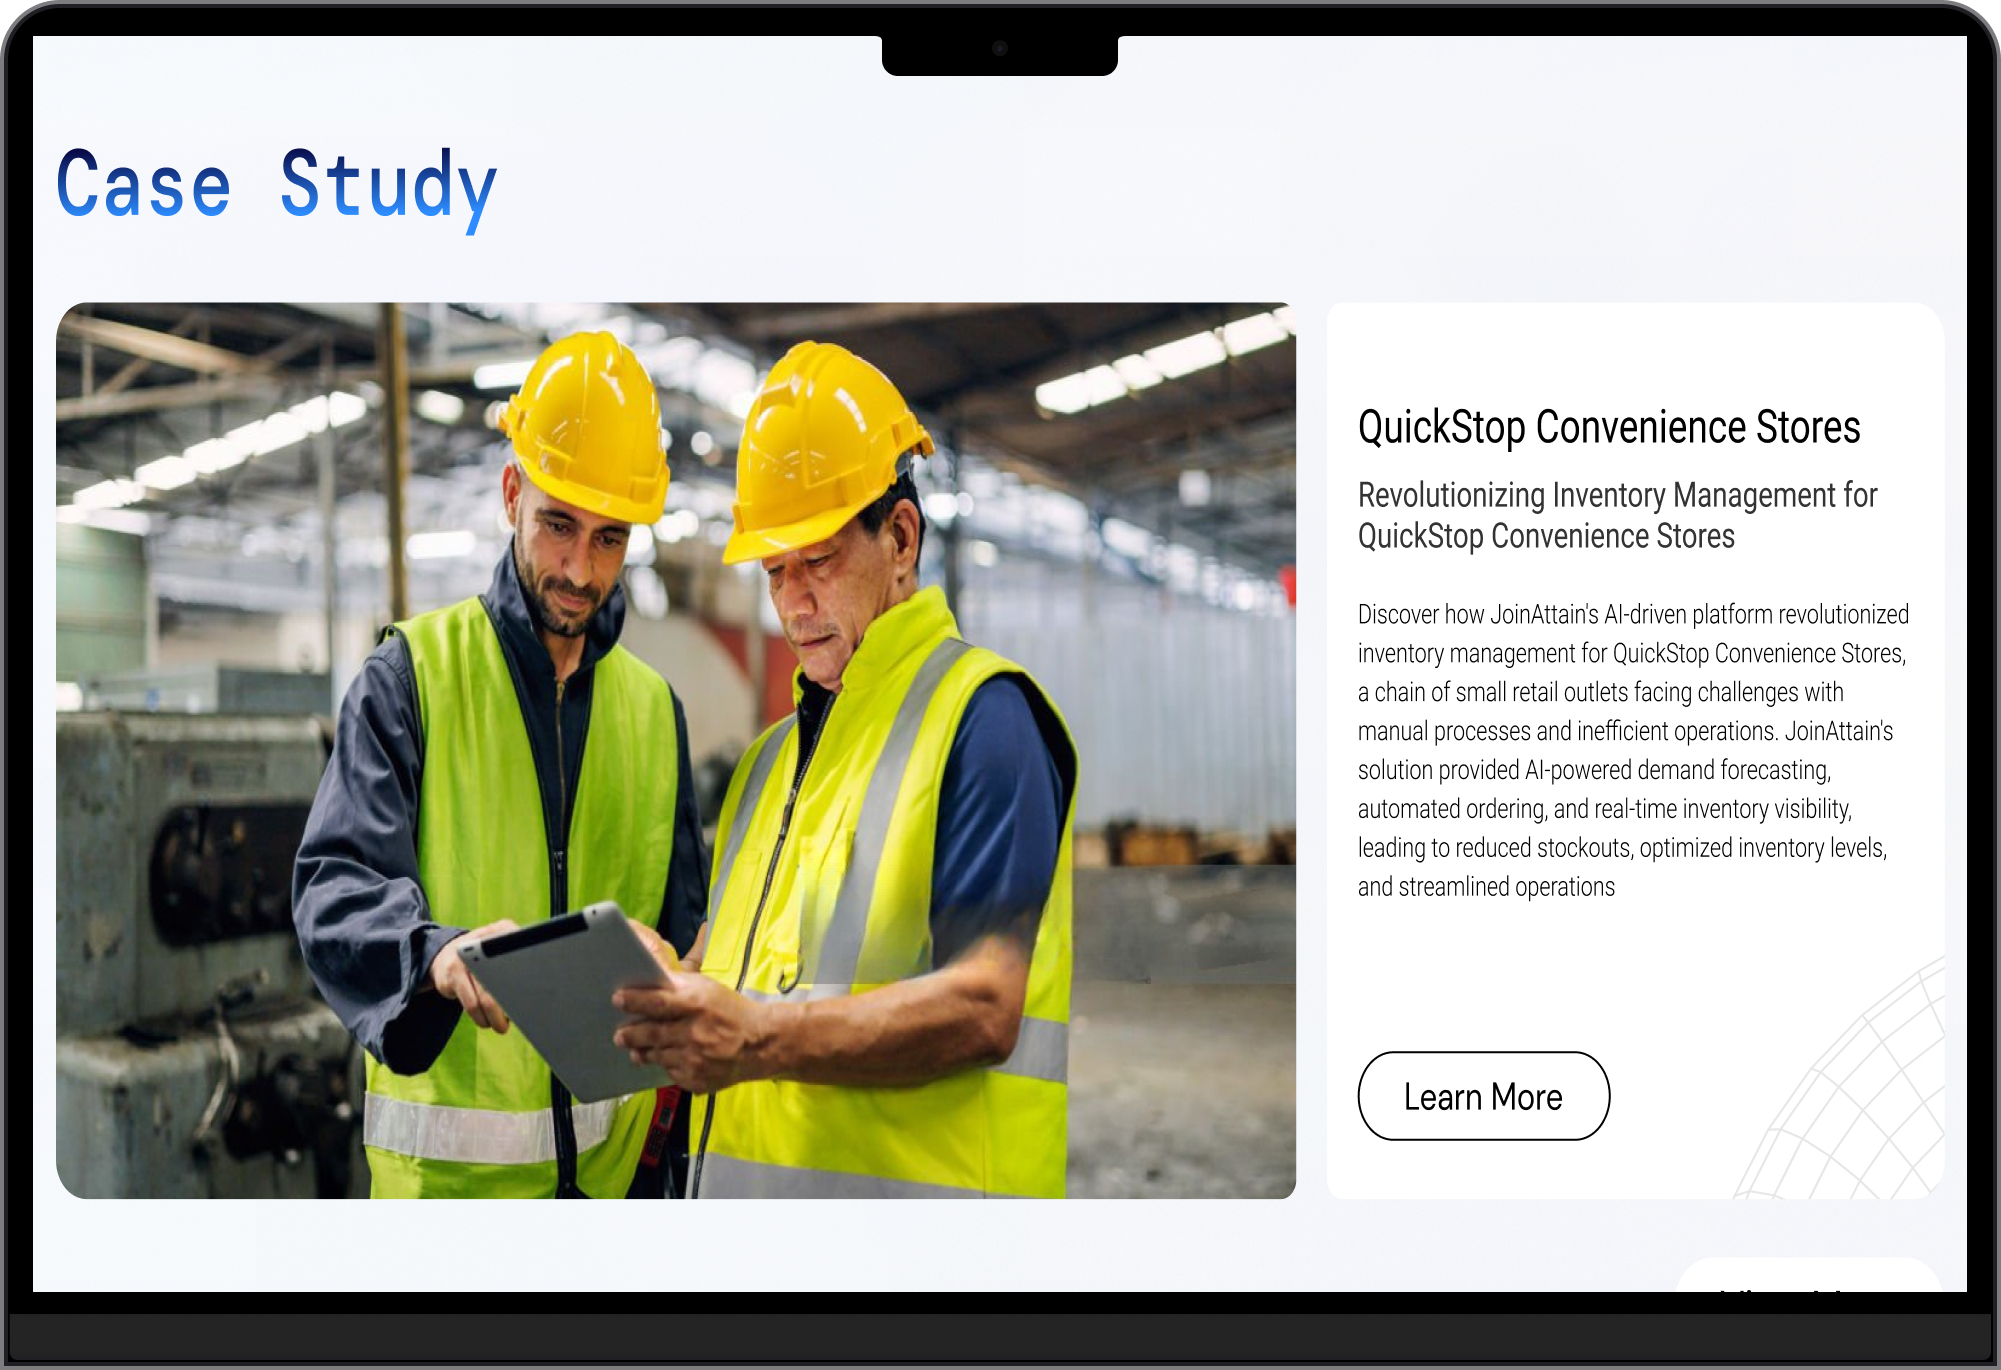 Case Study
QuickStop Convenience Stores
Revolutionizing Inventory Management for
QuickStop Convenience Stores
Discover how JoinAttain's AI-driven platform revolutionized
inventory management for QuickStop Convenience Stores,
a chain of small retail outlets facing challenges with
manual processes and inefficient operations. JoinAttain's
solution provided AI-powered demand forecasting,
automated ordering, and real-time inventory visibility,
leading to reduced stockouts, optimized inventory levels,
and streamlined operations
Learn More